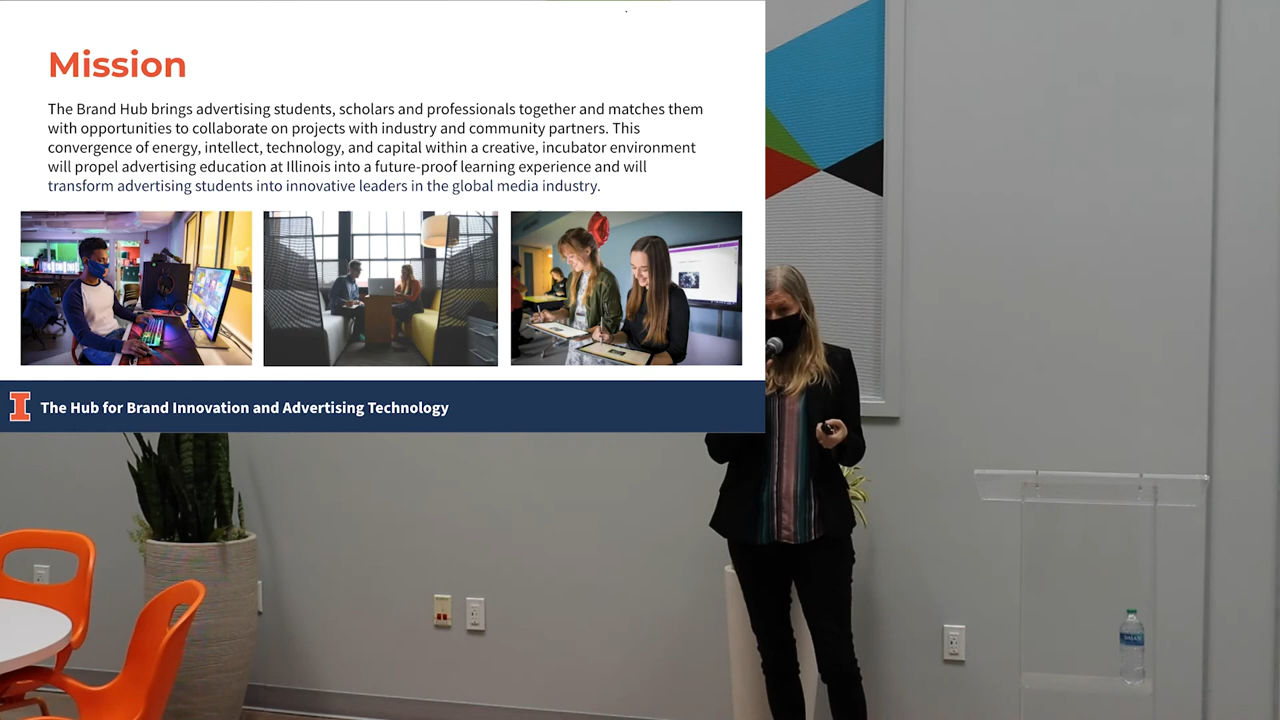 Mission
The Brand Hub brings advertising students, scholars and professionals together and matches them
with opportunities to collaborate on projects with industry and community partners. This
convergence of energy, intellect, technology, and capital within a creative, incubator environment
will propel advertising education at Illinois into a future-proof learning experience and will
transform advertising students into innovative leaders in the global media industry.
I
The Hub for Brand Innovation and Advertising Technology